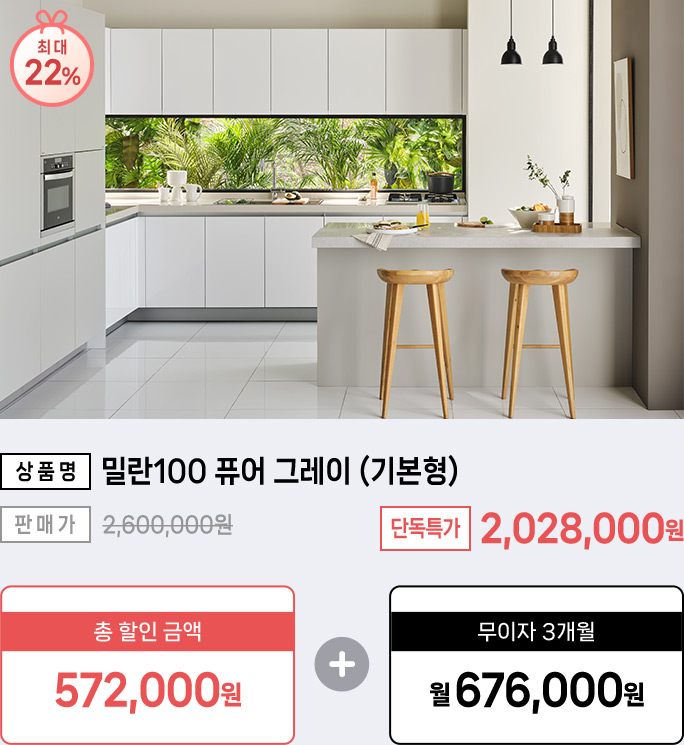 최대
22%
상품명 밀란100 퓨어 그레이 (기본형)
판매가 2,600,000원
단독특가 2,028,000원
총 할인 금액
572,000원
+
무이자 3개월
월 676,000원